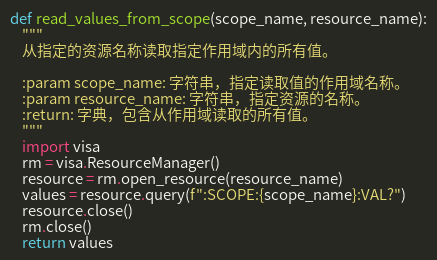 def read_values_from_scope(scope_name, resource_name):
"""
从指定的资源名称读取指定作用域内的所有值。
:param scope_name: 字符串，指定读取值的作用域名称。
:param resource_name: 字符串，指定资源的名称。
:return: 字典，包含从作用域读取的所有值。
"""
import visa
rm = visa.ResourceManager()
resource = rm.open_resource(resource_name)
values = resource.query(f":SCOPE:{scope_name}:VAL?")
resource.close()
rm.close()
return values